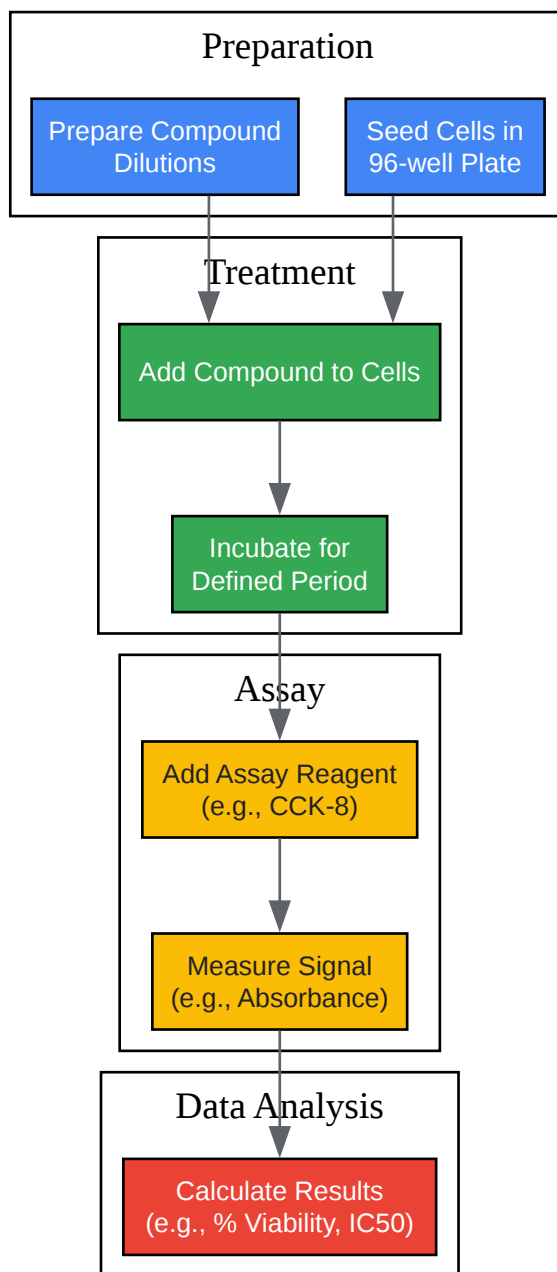 Preparation
Prepare Compound
Dilutions
Seed Cells in
96-well Plate
Treatment
Add Compound to Cells
Incubate for
Defined Period
Assay
Add Assay Reagent
(e.g., CCK-8)
Measure Signal
(e.g., Absorbance)
Data Analysis
Calculate Results
(e.g., % Viability, IC50)